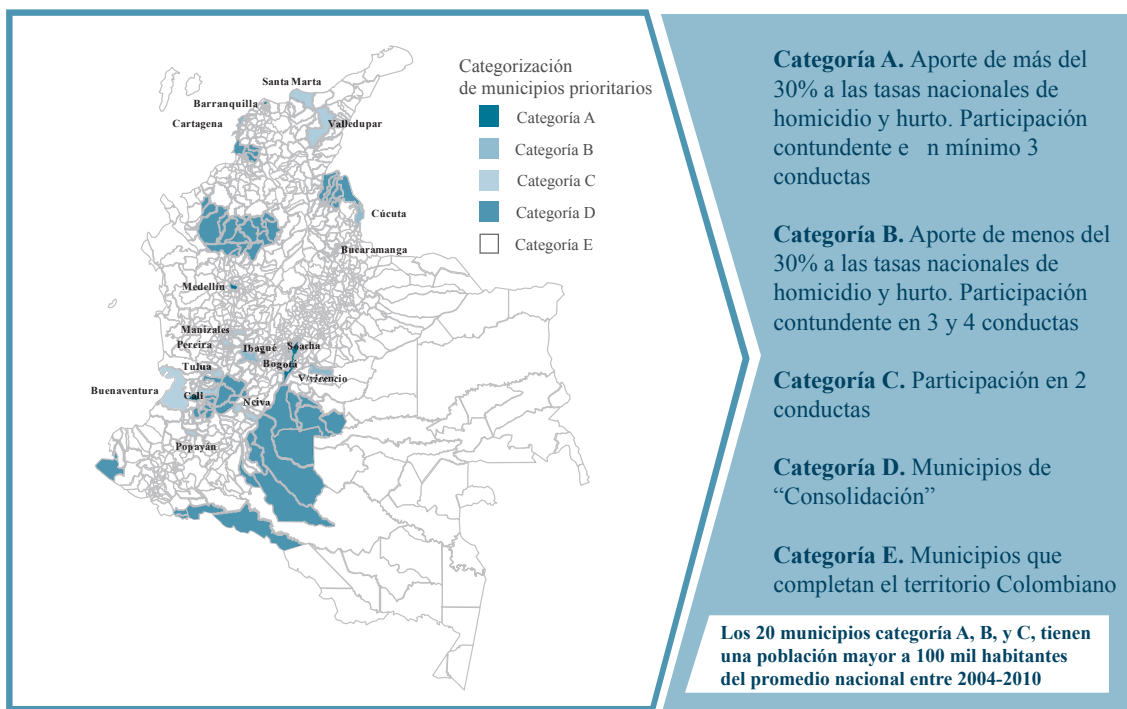 Categorización
de municipios prioritarios
Categoría A
Categoría B
Categoría C
Categoría D
Categoría E
Santa Marta
Barranquilla
Cartagena
Valledupar
Cúcuta
Bucaramanga
Medellín
Manizales
Pereira
Ibagué
Soacha
Bogotá
V/vicencio
Tulua
Buenaventura
Cali
Neiva
Popayán
Categoría A. Aporte de más del
30% a las tasas nacionales de
homicidio y hurto. Participación
contundente e n mínimo 3
conductas
Categoría B. Aporte de menos del
30% a las tasas nacionales de
homicidio y hurto. Participación
contundente en 3 y 4 conductas
Categoría C. Participación en 2
conductas
Categoría D. Municipios de
“Consolidación”
Categoría E. Municipios que
completan el territorio Colombiano
Los 20 municipios categoría A, B, y C, tienen
una población mayor a 100 mil habitantes
del promedio nacional entre 2004-2010